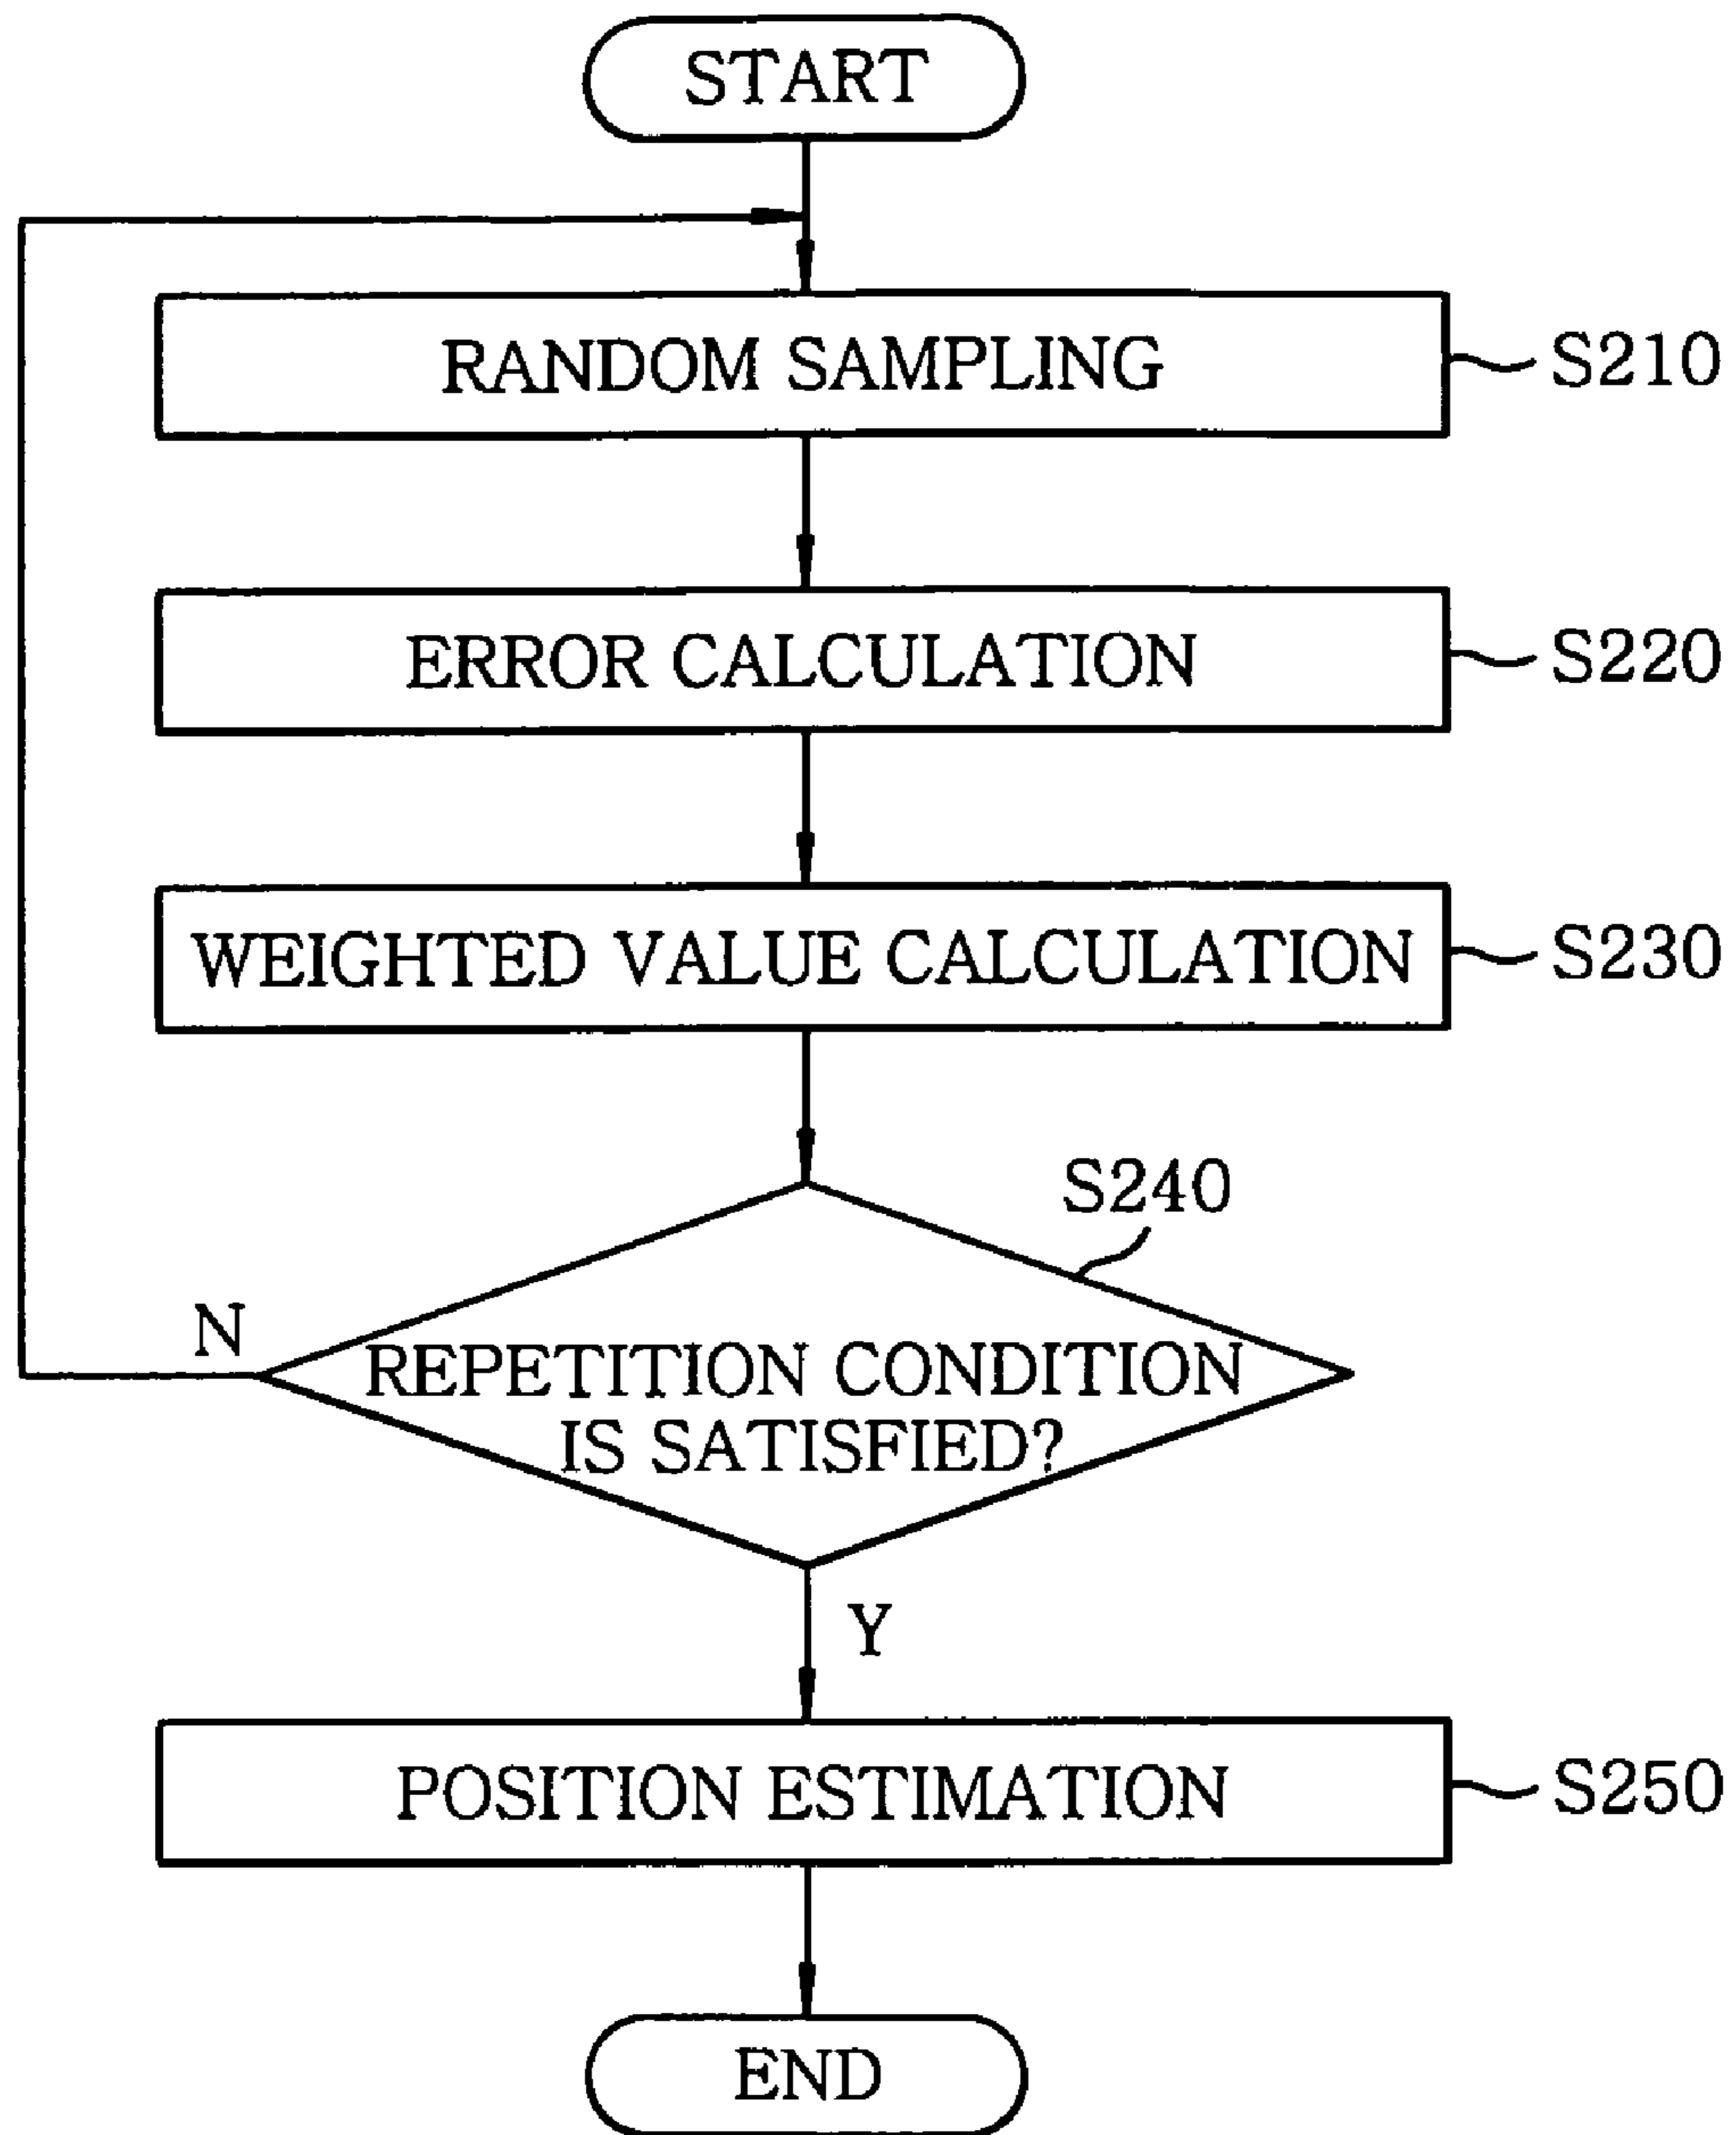 START
RANDOM SAMPLING
S210
ERROR CALCULATION
S220
WEIGHTED VALUE CALCULATION
S230
S240
N
REPETITION CONDITION
IS SATISFIED?
Y
POSITION ESTIMATION
S250
END